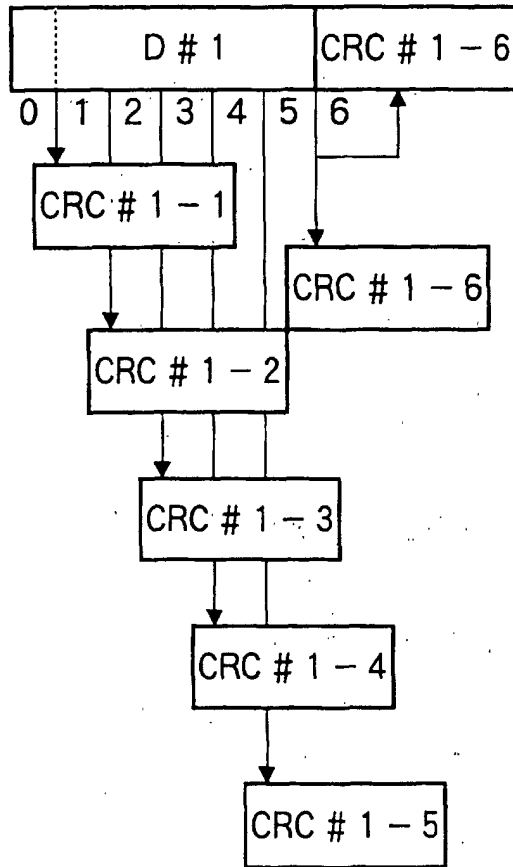 D # 1 CRC # 1 - 6
0 1 2 3 4 5 6
CRC # 1 - 1
CRC # 1 - 6
CRC # 1 - 2
CRC # 1 - 3
CRC # 1 - 4
CRC # 1 - 5